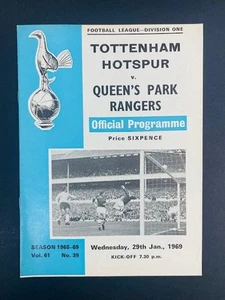 FOOTBALL LEAGUE—DIVISION ONE
TOTTENHAM
HOTSPUR
v.
QUEEN'S PARK
RANGERS
Official Programme
Price SIXPENCE
SEASON 1968-69
Vol. 61 No. 39
Wednesday, 29th Jan., 1969
KICK-OFF 7.30 p.m.